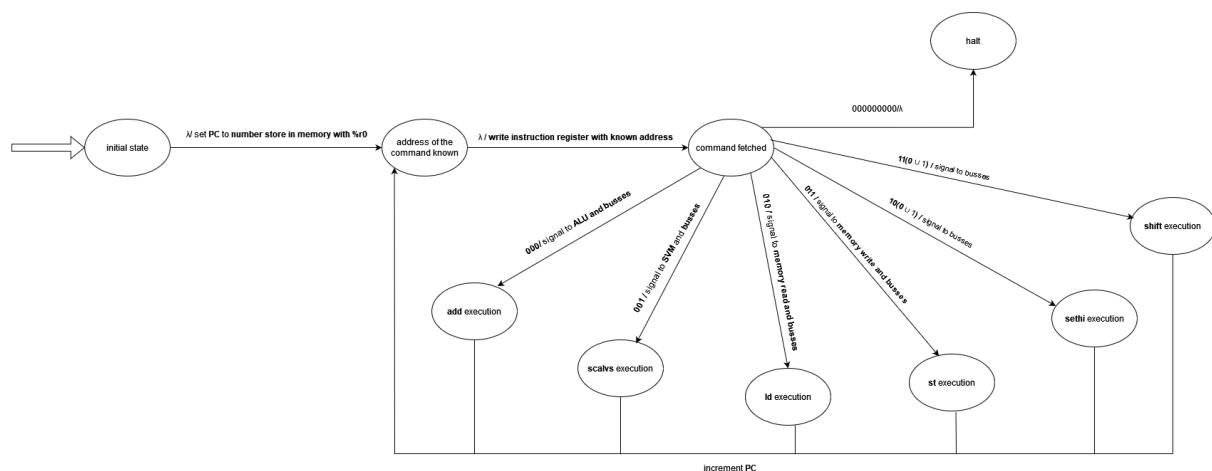 halt
000000000/λ
initial state
λ/ set PC to number store in memory with %r0
address of the
command known
λ / write instruction register with known address
command fetched
11(0 ∪ 1) / signal to busses
10(0 ∪ 1) / signal to busses
011 / signal to memory write and busses
010 / signal to memory read and busses
001 / signal to SVM and busses
000/ signal to ALU and busses
shift execution
add execution
sethi execution
scalvs execution
st execution
ld execution
increment PC